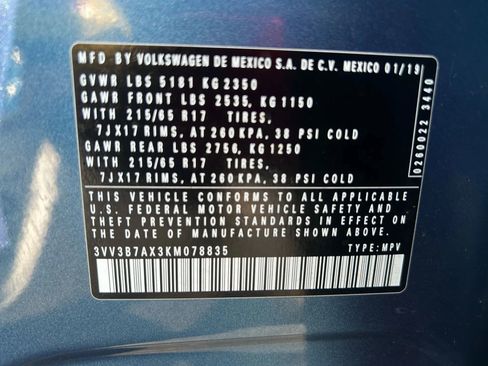 MFD BY VOLKSWAGEN DE MEXICO S.A. DE C.V. MEXICO 01/19
GVWR LBS 5181 KG 2350
GAWR FRONT LBS 2535, KG 1150
WITH 215/65 R17 TIRES,
7JX17 RIMS, AT 260 KPA, 38 PSI COLD
GAWR REAR LBS 2756, KG 1250
WITH 215/65 R17 TIRES,
7JX17 RIMS, AT 260 KPA, 38 PSI COLD
THIS VEHICLE CONFORMS TO ALL APPLICABLE
U.S. FEDERAL MOTOR VEHICLE SAFETY AND
THEFT PREVENTION STANDARDS IN EFFECT ON
THE DATE OF MANUFACTURE SHOWN ABOVE.
3VV3B7AX3KM078835 TYPE: MPV
0260022 3440